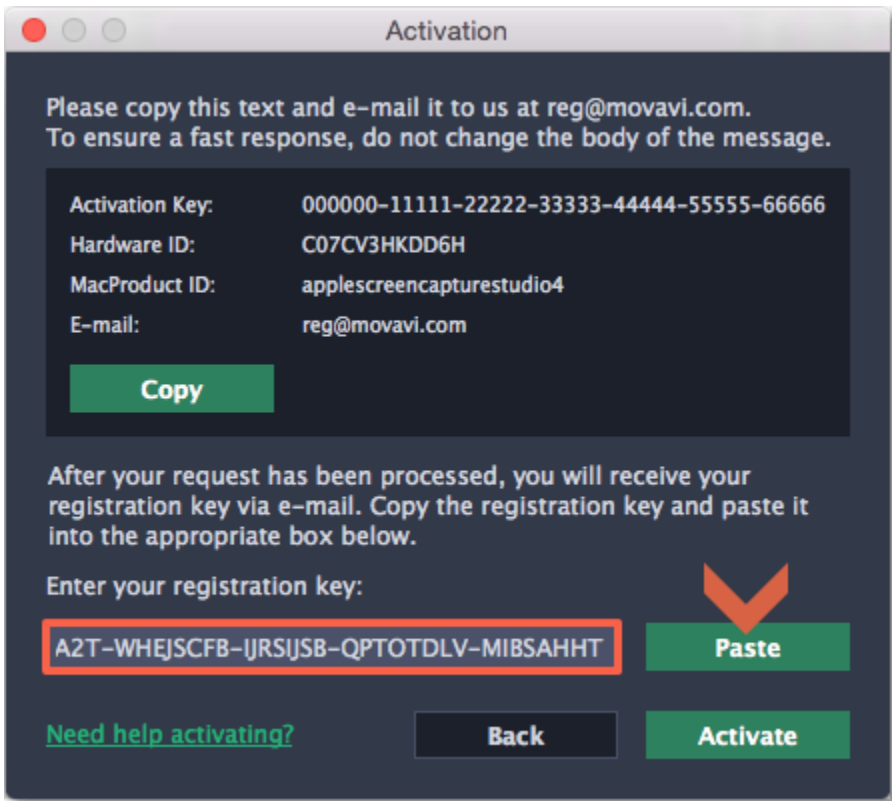 Activation
Please copy this text and e-mail it to us at reg@movavi.com.
To ensure a fast response, do not change the body of the message.
Activation Key: 000000-11111-22222-33333-44444-55555-66666
Hardware ID: C07CV3HKDD6H
MacProduct ID: applescreencapturestudio4
E-mail: reg@movavi.com
Copy
After your request has been processed, you will receive your
registration key via e-mail. Copy the registration key and paste it
into the appropriate box below.
Enter your registration key:
A2T-WHEJSCFB-IJRSIJSB-QPTOTDLV-MIBSAHHT Paste
Need help activating? Back Activate